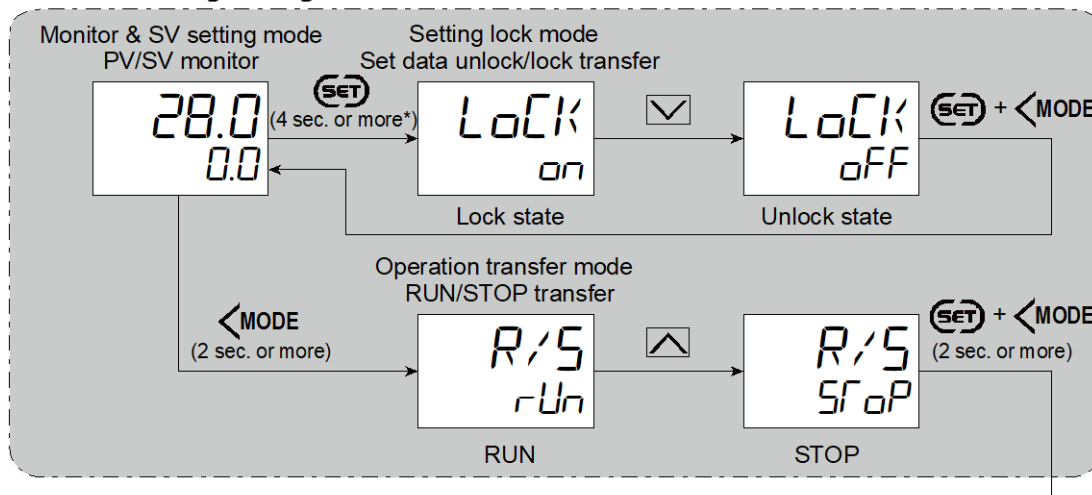 Monitor & SV setting mode
PV/SV monitor
Setting lock mode
Set data unlock/lock transfer
28.0
0.0
SET
(4 sec. or more*)
LoCK
on
LoCK
oFF
SET + <MODE
Lock state
Unlock state
Operation transfer mode
RUN/STOP transfer
<MODE
(2 sec. or more)
R/S
rUn
R/S
SToP
SET + <MODE
(2 sec. or more)
RUN
STOP